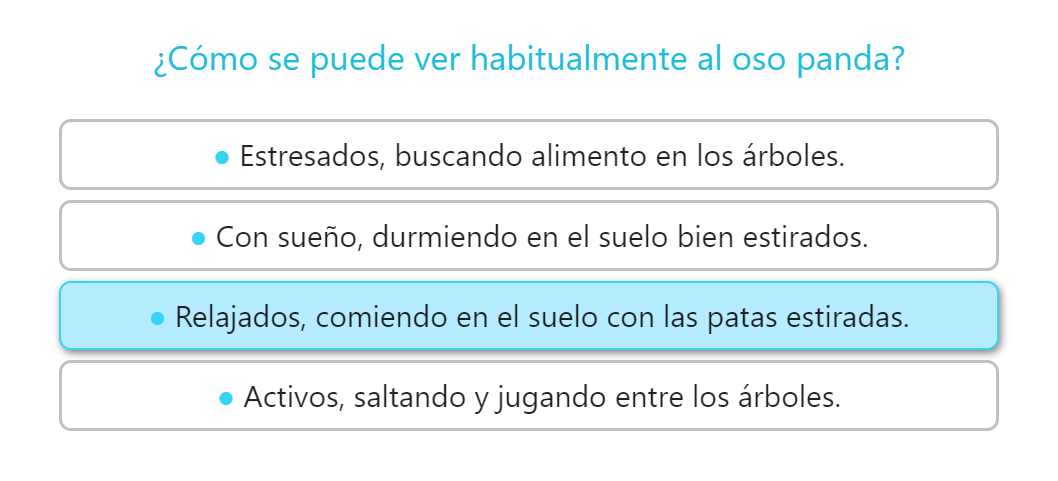 ¿Cómo se puede ver habitualmente al oso panda?
● Estresados, buscando alimento en los árboles.
● Con sueño, durmiendo en el suelo bien estirados.
● Relajados, comiendo en el suelo con las patas estiradas.
● Activos, saltando y jugando entre los árboles.